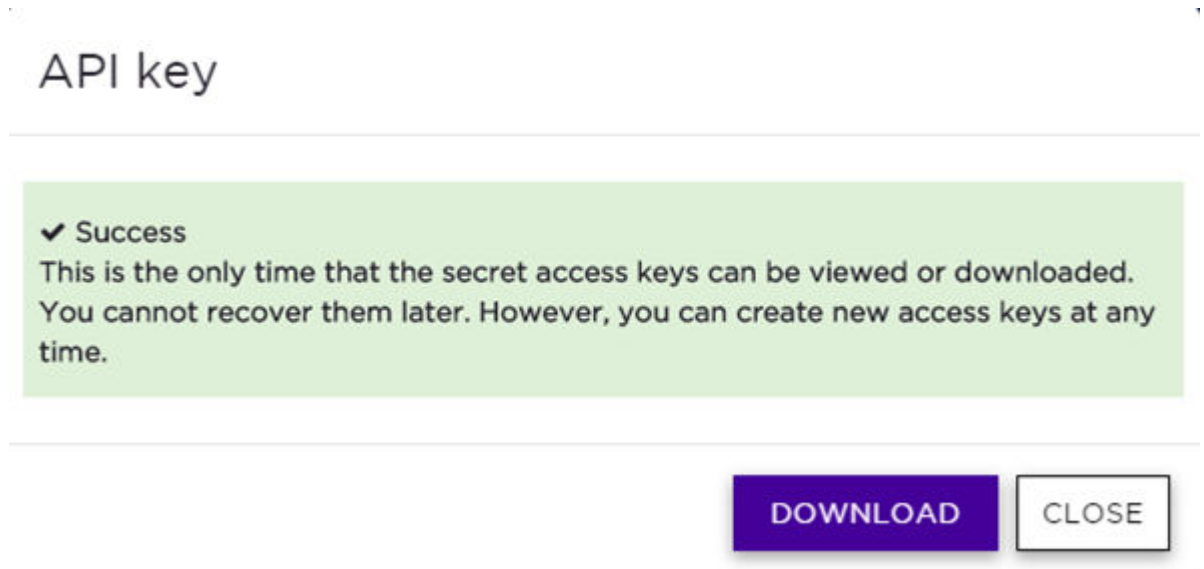 API key
✔ Success
This is the only time that the secret access keys can be viewed or downloaded.
You cannot recover them later. However, you can create new access keys at any
time.
DOWNLOAD CLOSE